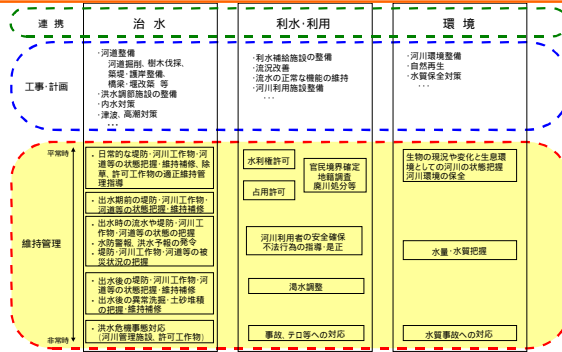 連 携
治 水
利水・利用
環 境
工事・計画
・河道整備
河道掘削、樹木伐採、
築堤・護岸整備、
橋梁・堰改築 等
・洪水調節施設の整備
・内水対策
・津波、高潮対策
…
・利水補給施設の整備
・流況改善
・流水の正常な機能の維持
・河川利用施設整備
…
・河川環境整備
・自然再生
・水質保全対策
…
平常時
維持管理
非常時
・日常的な堤防・河川工作物・河
道等の状態把握・維持補修、除
草、許可工作物の適正維持管
理指導
・出水期前の堤防・河川工作物・
河道等の状態把握・維持補修
・出水時の流水や堤防・河川工
作物・河道等の状態の把握
・水防警報、洪水予報の発令
・堤防・河川工作物・河道等の被
災状況の把握
・出水後の堤防・河川工作物・河
道等の状態把握・維持補修
・出水後の異常洗掘・土砂堆積
の把握・維持補修
・洪水危機事態対応
(河川管理施設、許可工作物)
水利権許可
占用許可
官民境界確定
地籍調査
廃川処分等
河川利用者の安全確保
不法行為の指導・是正
渇水調整
事故、テロ等への対応
生物の現況や変化と生息環
境としての河川の状態把握
河川環境の保全
水量・水質把握
水質事故への対応